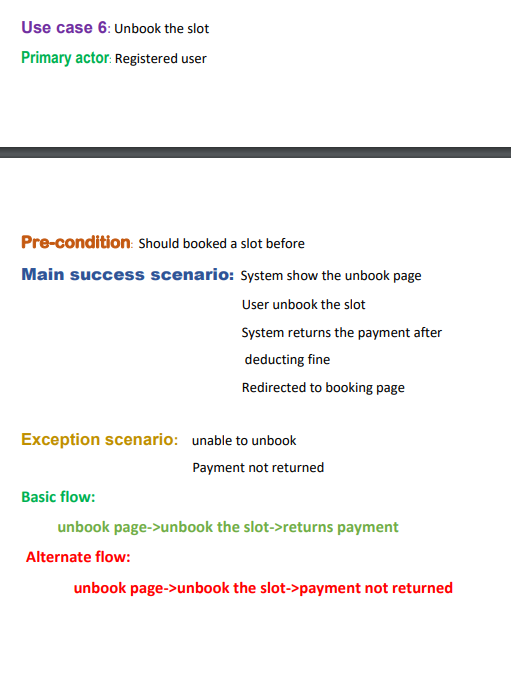 Use case 6: Unbook the slot
Primary actor: Registered user
Pre-condition: Should booked a slot before
Main success scenario: System show the unbook page
User unbook the slot
System returns the payment after
deducting fine
Redirected to booking page
Exception scenario: unable to unbook
Payment not returned
Basic flow:
unbook page->unbook the slot->returns payment
Alternate flow:
unbook page->unbook the slot->payment not returned